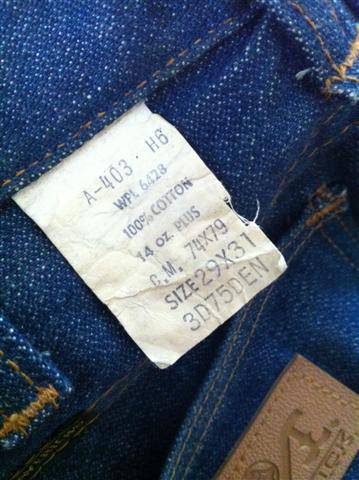 A-403 · H6
WPL 6428
100% COTTON
14 oz. PLUS
C.M. 74X79
SIZE 29X31
3D75DEN